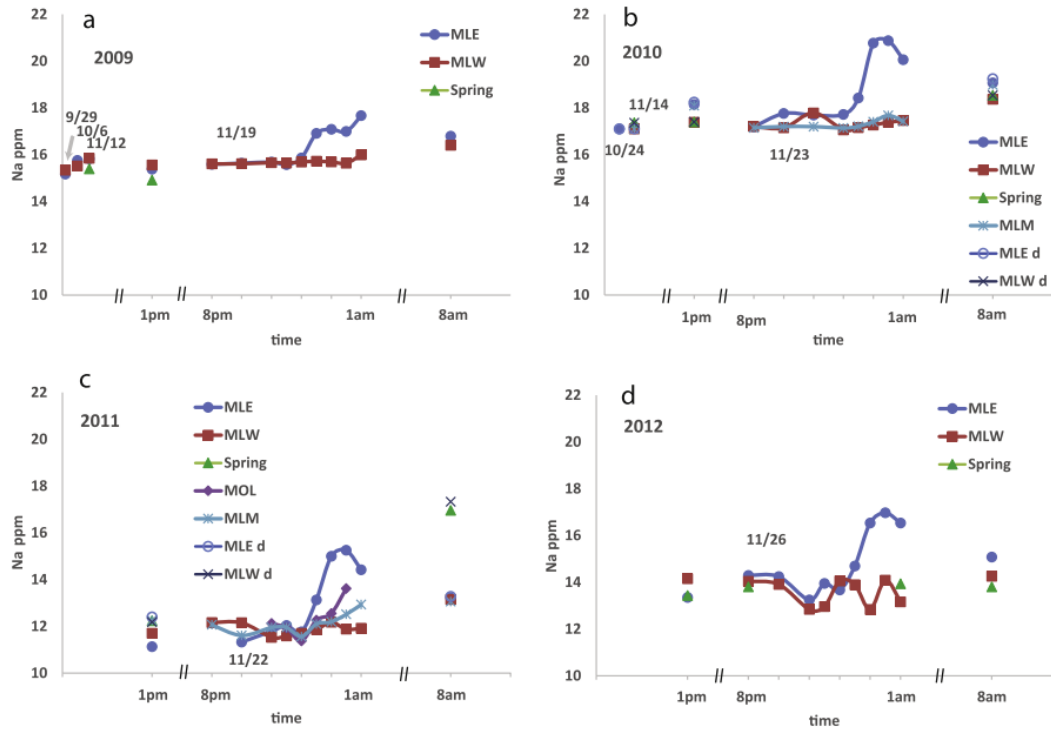 a
2009
22
20
18
16
14
12
10
Na ppm
9/29
10/6
11/12
11/19
MLE
MLW
Spring
1pm
8pm
1am
8am
time
b
2010
22
20
18
16
14
12
10
Na ppm
11/14
10/24
11/23
MLE
MLW
Spring
MLM
MLE d
MLW d
1pm
8pm
1am
8am
time
c
2011
22
20
18
16
14
12
10
Na ppm
MLE
MLW
Spring
MOL
MLM
MLE d
MLW d
11/22
1pm
8pm
1am
8am
time
d
2012
22
20
18
16
14
12
10
Na ppm
11/26
MLE
MLW
Spring
1pm
8pm
1am
8am
time